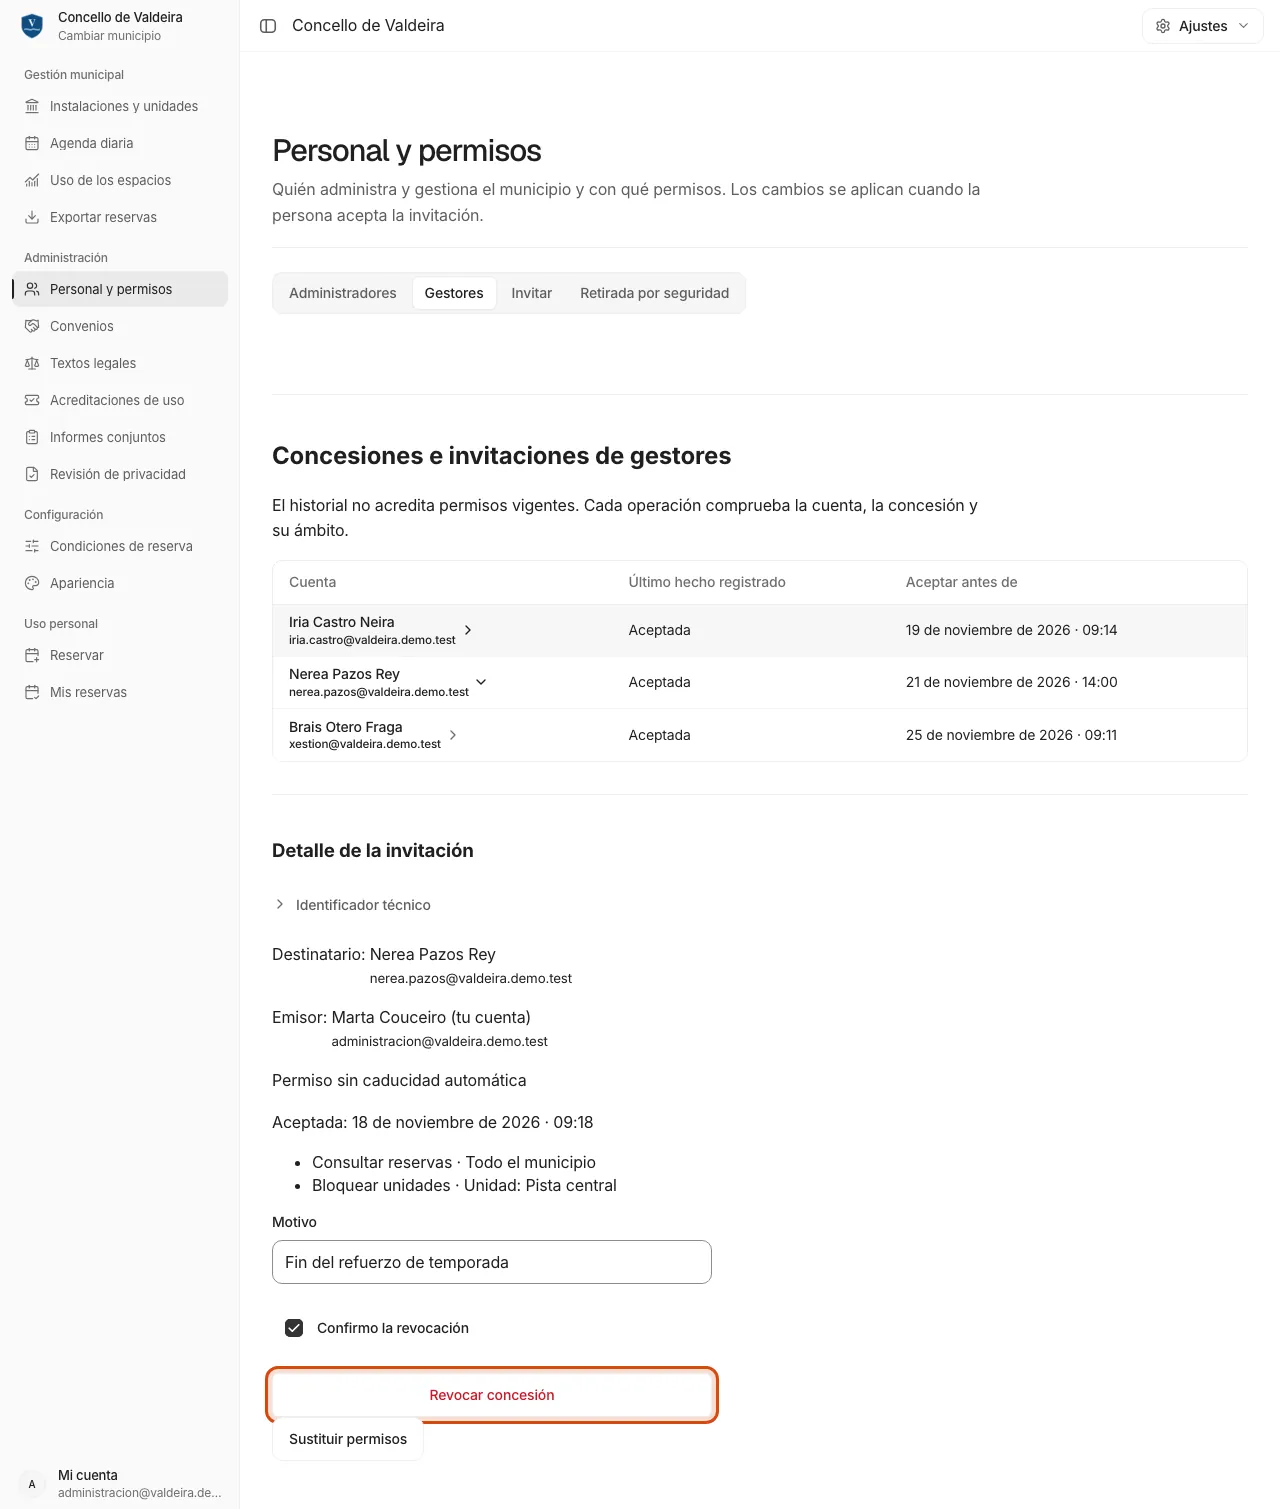 Concello de Valdeira
Cambiar municipio
Gestión municipal
Instalaciones y unidades
Agenda diaria
Uso de los espacios
Exportar reservas
Administración
Personal y permisos
Convenios
Textos legales
Acreditaciones de uso
Informes conjuntos
Revisión de privacidad
Configuración
Condiciones de reserva
Apariencia
Uso personal
Reservar
Mis reservas
A
Mi cuenta
administracion@valdeira.de...
Concello de Valdeira
Ajustes
Personal y permisos
Quién administra y gestiona el municipio y con qué permisos. Los cambios se aplican cuando la
persona acepta la invitación.
Administradores
Gestores
Invitar
Retirada por seguridad
Concesiones e invitaciones de gestores
El historial no acredita permisos vigentes. Cada operación comprueba la cuenta, la concesión y
su ámbito.
Cuenta Último hecho registrado Aceptar antes de
Iria Castro Neira
iria.castro@valdeira.demo.test
Aceptada
19 de noviembre de 2026 · 09:14
Nerea Pazos Rey
nerea.pazos@valdeira.demo.test
Aceptada
21 de noviembre de 2026 · 14:00
Brais Otero Fraga
xestion@valdeira.demo.test
Aceptada
25 de noviembre de 2026 · 09:11
Detalle de la invitación
Identificador técnico
Destinatario: Nerea Pazos Rey
nerea.pazos@valdeira.demo.test
Emisor: Marta Couceiro (tu cuenta)
administracion@valdeira.demo.test
Permiso sin caducidad automática
Aceptada: 18 de noviembre de 2026 · 09:18
• Consultar reservas · Todo el municipio
• Bloquear unidades · Unidad: Pista central
Motivo
Fin del refuerzo de temporada
Confirmo la revocación
Revocar concesión
Sustituir permisos